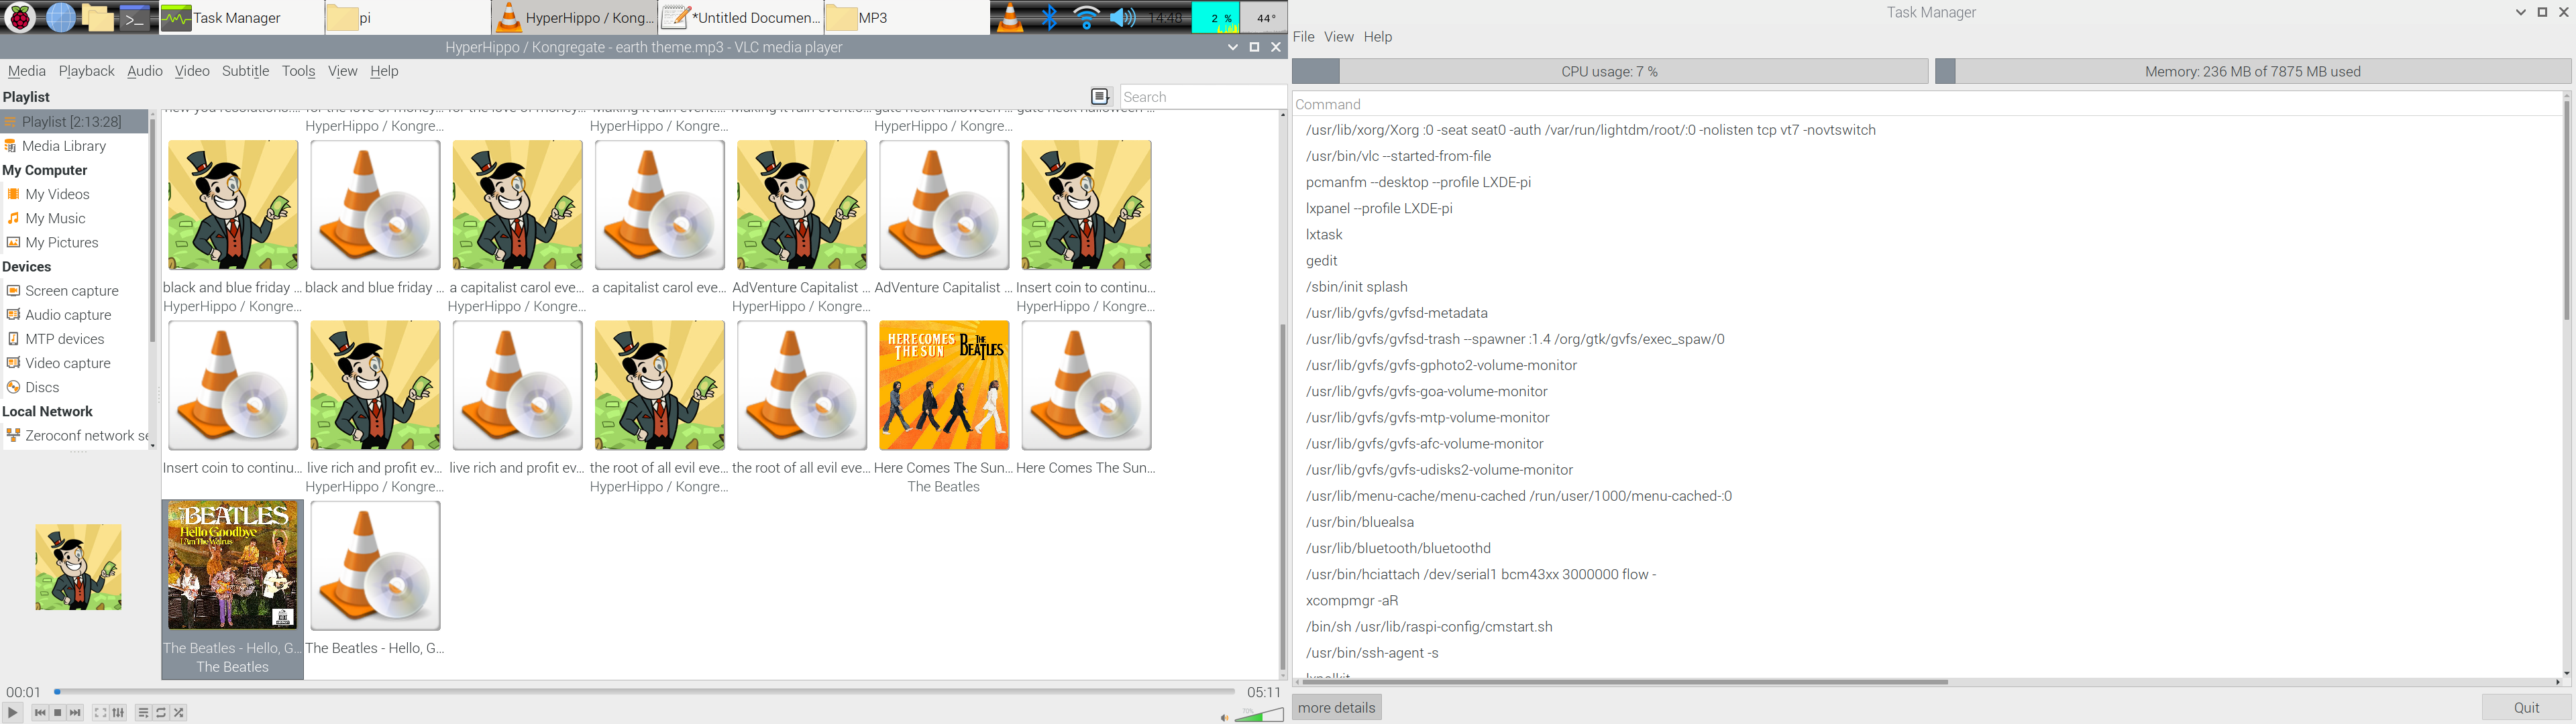 Task Manager
pi
HyperHippo / Kong...
*Untitled Documen...
MP3
14:48
2 %
44°
HyperHippo / Kongregate - earth theme.mp3 - VLC media player
Media Playback Audio Video Subtitle Tools View Help
Playlist
Search
Playlist [2:13:28]
Media Library
My Computer
My Videos
My Music
My Pictures
Devices
Screen capture
Audio capture
MTP devices
Video capture
Discs
Local Network
Zeroconf network se
HyperHippo / Kongre... HyperHippo / Kongre... HyperHippo / Kongre...
black and blue friday ... black and blue friday ... a capitalist carol eve... a capitalist carol eve... AdVenture Capitalist ... AdVenture Capitalist ... Insert coin to continu...
HyperHippo / Kongre... HyperHippo / Kongre... HyperHippo / Kongre... HyperHippo / Kongre...
HERE COMES THE SUN THE BEATLES
Insert coin to continu... live rich and profit ev... live rich and profit ev... the root of all evil eve... the root of all evil eve... Here Comes The Sun... Here Comes The Sun...
HyperHippo / Kongre... HyperHippo / Kongre... The Beatles
THE BEATLES
Hello Goodbye
I Am The Walrus
The Beatles - Hello, G... The Beatles - Hello, G...
The Beatles
00:01
05:11
70%
Task Manager
File View Help
CPU usage: 7 %
Memory: 236 MB of 7875 MB used
Command
/usr/lib/xorg/Xorg :0 -seat seat0 -auth /var/run/lightdm/root/:0 -nolisten tcp vt7 -novtswitch
/usr/bin/vlc --started-from-file
pcmanfm --desktop --profile LXDE-pi
lxpanel --profile LXDE-pi
lxtask
gedit
/sbin/init splash
/usr/lib/gvfs/gvfsd-metadata
/usr/lib/gvfs/gvfsd-trash --spawner :1.4 /org/gtk/gvfs/exec_spaw/0
/usr/lib/gvfs/gvfs-gphoto2-volume-monitor
/usr/lib/gvfs/gvfs-goa-volume-monitor
/usr/lib/gvfs/gvfs-mtp-volume-monitor
/usr/lib/gvfs/gvfs-afc-volume-monitor
/usr/lib/gvfs/gvfs-udisks2-volume-monitor
/usr/lib/menu-cache/menu-cached /run/user/1000/menu-cached-:0
/usr/bin/bluealsa
/usr/lib/bluetooth/bluetoothd
/usr/bin/hciattach /dev/serial1 bcm43xx 3000000 flow -
xcompmgr -aR
/bin/sh /usr/lib/raspi-config/cmstart.sh
/usr/bin/ssh-agent -s
more details
Quit